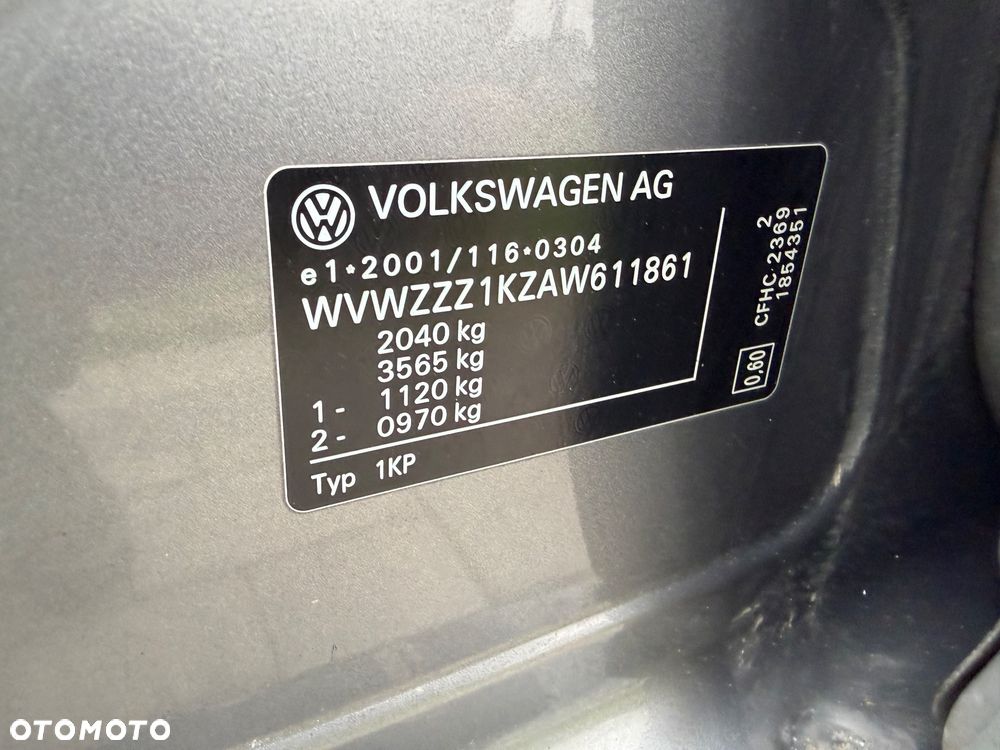 VOLKSWAGEN AG
e1*2001/116*0304
WVWZZZ1KZAW611861
2040 kg
3565 kg
1 - 1120 kg
2 - 0970 kg
Typ 1KP
2
CFHC 2369
1854351
0,60
OTOMOTO